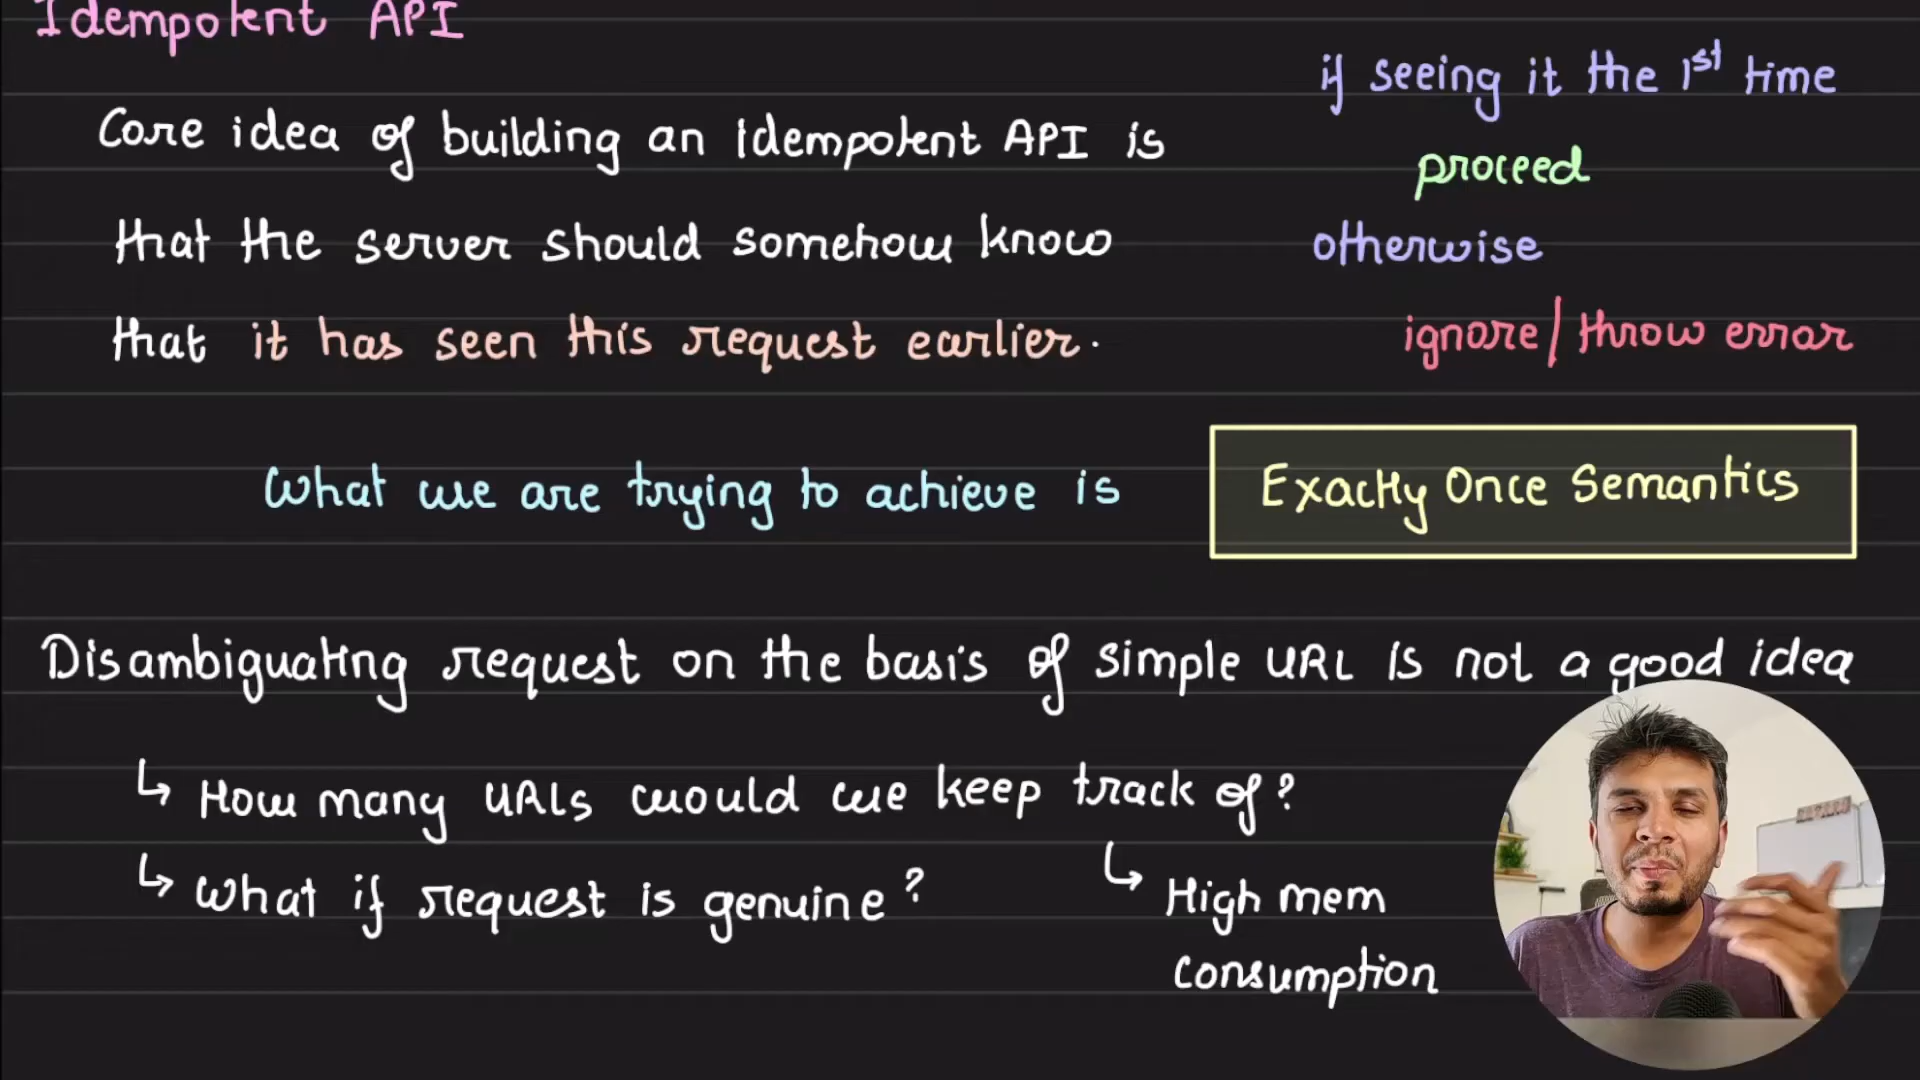 Idempotent API
Core idea of building an Idempotent API is
that the server should somehow know
that it has seen this request earlier.
if seeing it the 1st time
proceed
otherwise
ignore/throw error
What we are trying to achieve is
Exactly Once Semantics
Disambiguating request on the basis of simple URL is not a good idea
↳ How many URLs would we keep track of?
↳ High mem
consumption
↳ What if request is genuine?